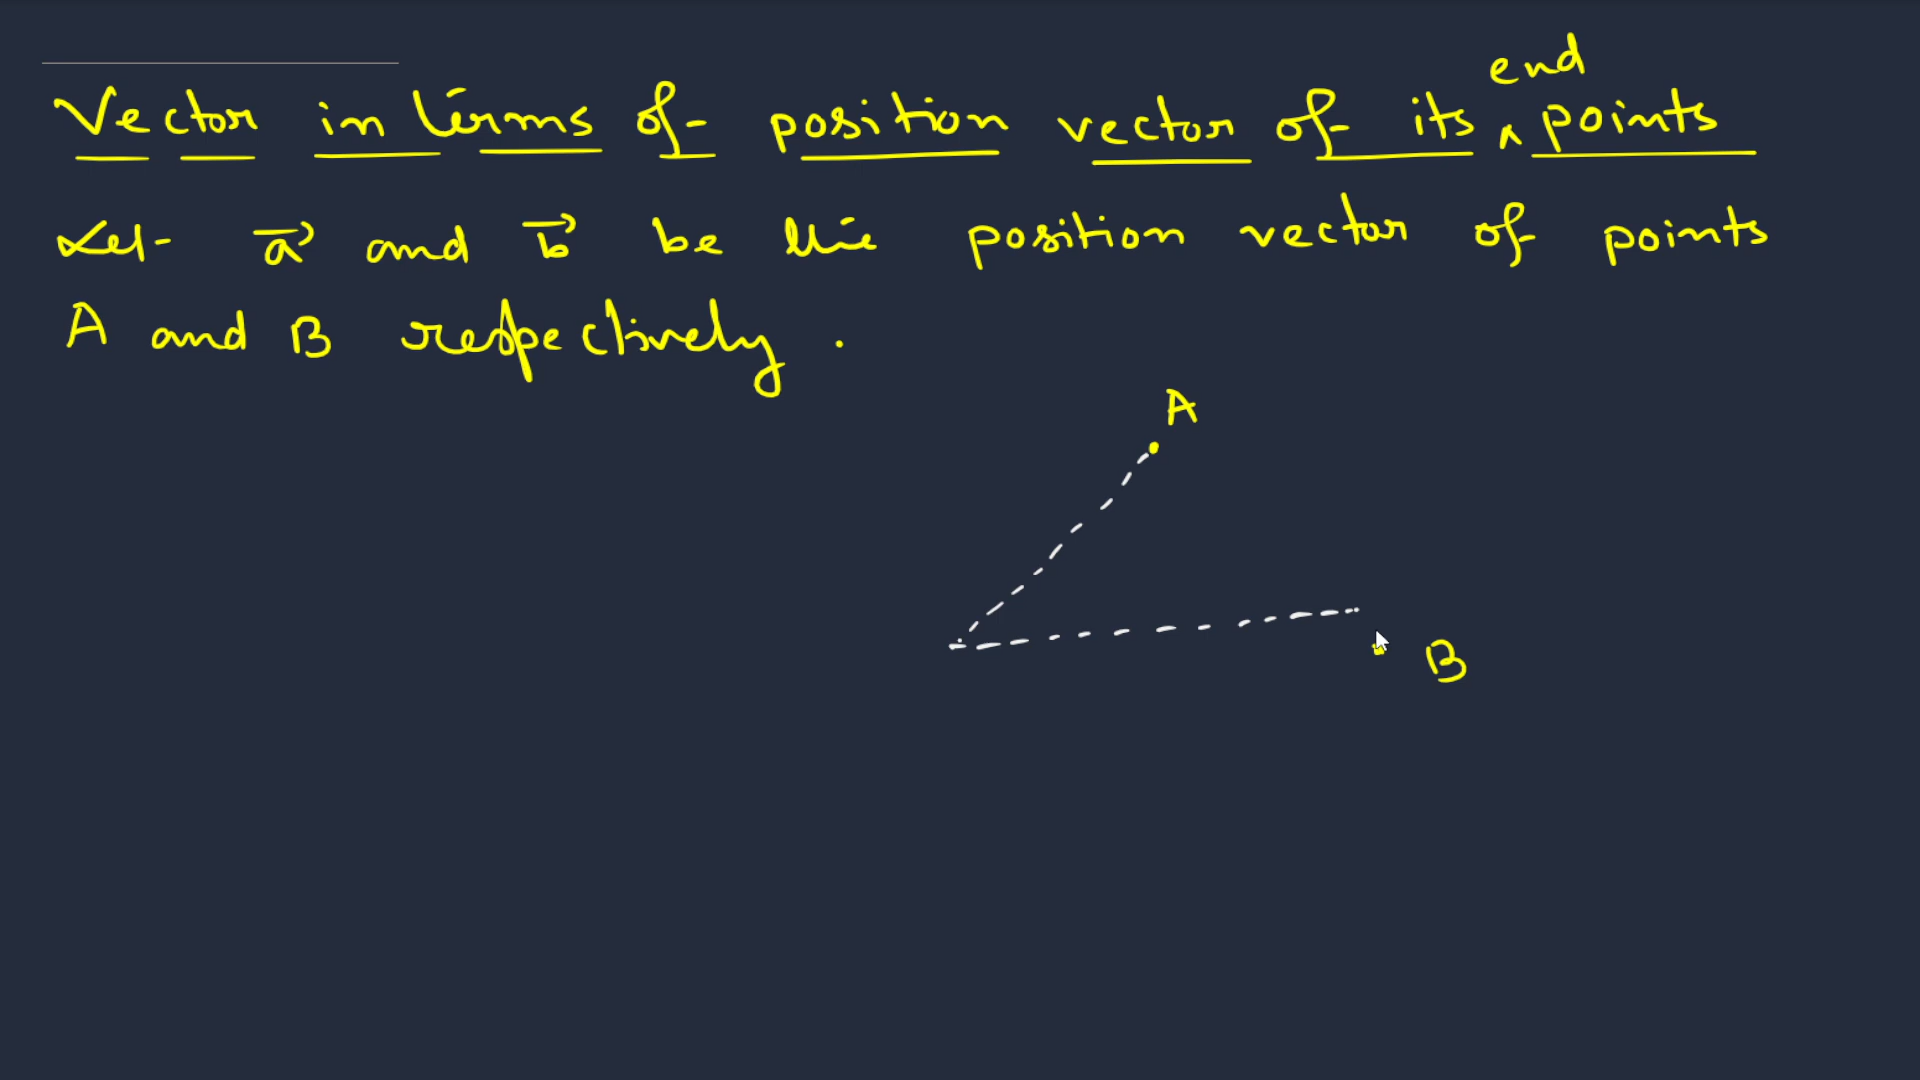 Vector in terms of position vector of its ^ end points
Let a⃗ and b⃗ be the position vector of points
A and B respectively .
A
B